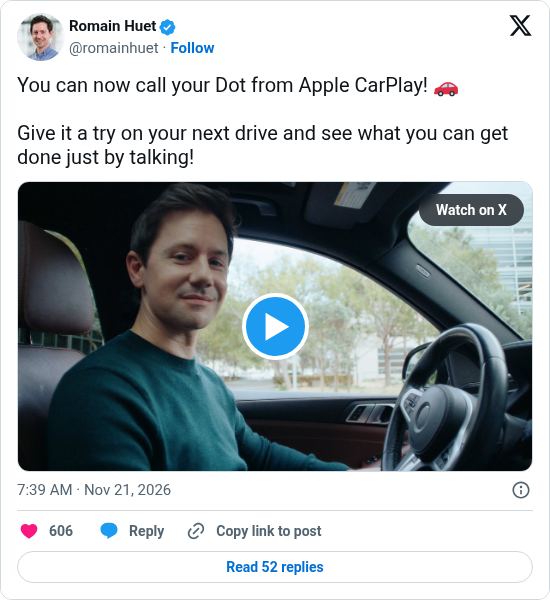 Romain Huet
@romainhuet · Follow
You can now call your Dot from Apple CarPlay! 🚗
Give it a try on your next drive and see what you can get
done just by talking!
Watch on X
7:39 AM · Nov 21, 2026
606 Reply Copy link to post
Read 52 replies